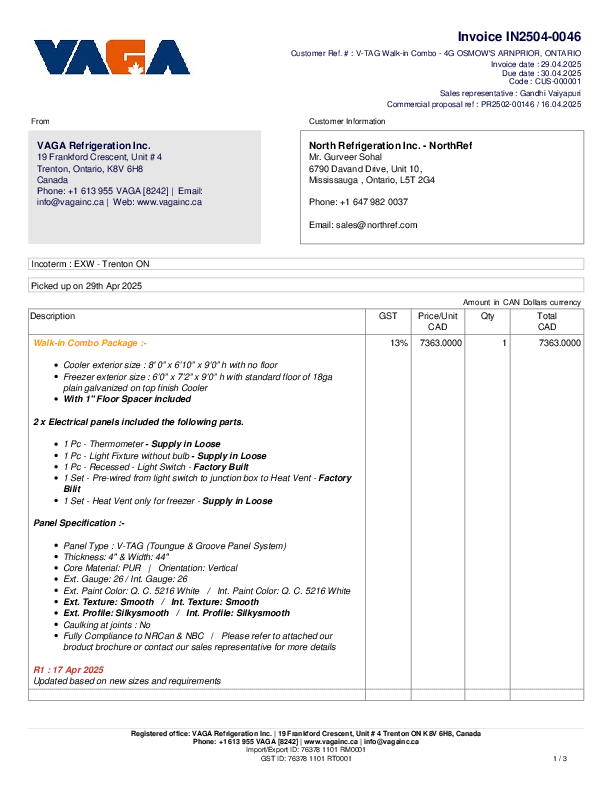 VAGA
Invoice IN2504-0046
Customer Ref. # : V-TAG Walk-in Combo - 4G OSMOW'S ARNPRIOR, ONTARIO
Invoice date : 29.04.2025
Due date : 30.04.2025
Code : CUS-000001
Sales representative : Gandhi Vaiyapuri
Commercial proposal ref : PR2502-00146 / 16.04.2025
From
VAGA Refrigeration Inc.
19 Frankford Crescent, Unit # 4
Trenton, Ontario, K8V 6H8
Canada
Phone: +1 613 955 VAGA [8242] | Email:
info@vagainc.ca | Web: www.vagainc.ca
Customer Information
North Refrigeration Inc. - NorthRef
Mr. Gurveer Sohal
6790 Davand Drive, Unit 10,
Mississauga , Ontario, L5T 2G4
Phone: +1 647 982 0037
Email: sales@northref.com
Incoterm : EXW - Trenton ON
Picked up on 29th Apr 2025
Amount in CAN Dollars currency
Description GST Price/Unit CAD Qty Total CAD
Walk-in Combo Package :- 13% 7363.0000 1 7363.0000
• Cooler exterior size : 8' 0" x 6'10" x 9'0" h with no floor
• Freezer exterior size : 6'0" x 7'2" x 9'0" h with standard floor of 18ga
plain galvanized on top finish Cooler
• With 1" Floor Spacer included
2 x Electrical panels included the following parts.
• 1 Pc - Thermometer - Supply in Loose
• 1 Pc - Light Fixture without bulb - Supply in Loose
• 1 Pc - Recessed - Light Switch - Factory Built
• 1 Set - Pre-wired from light switch to junction box to Heat Vent - Factory
Bilit
• 1 Set - Heat Vent only for freezer - Supply in Loose
Panel Specification :-
• Panel Type : V-TAG (Toungue & Groove Panel System)
• Thickness: 4" & Width: 44"
• Core Material: PUR | Orientation: Vertical
• Ext. Gauge: 26 / Int. Gauge: 26
• Ext. Paint Color: Q. C. 5216 White / Int. Paint Color: Q. C. 5216 White
• Ext. Texture: Smooth / Int. Texture: Smooth
• Ext. Profile: Silkysmooth / Int. Profile: Silkysmooth
• Caulking at joints : No
• Fully Compliance to NRCan & NBC / Please refer to attached our
product brochure or contact our sales representative for more details
R1 : 17 Apr 2025
Updated based on new sizes and requirements
Registered office: VAGA Refrigeration Inc. | 19 Frankford Crescent, Unit # 4 Trenton ON K8V 6H8, Canada
Phone: +1 613 955 VAGA [8242] | www.vagainc.ca | info@vagainc.ca
Import/Export ID: 76378 1101 RM0001
GST ID: 76378 1101 RT0001
1 / 3